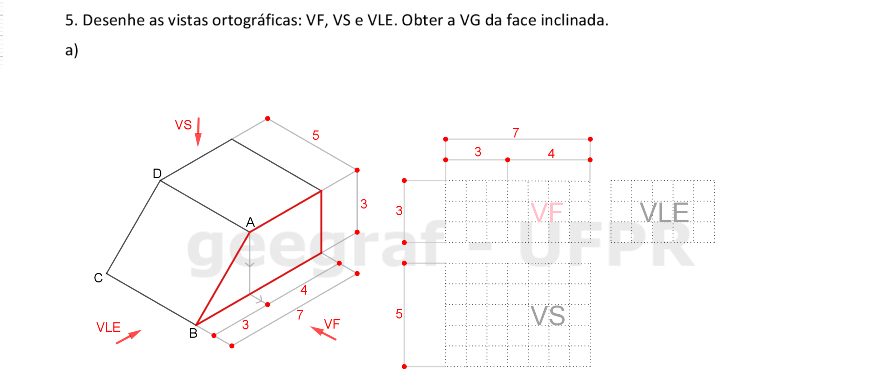 5. Desenhe as vistas ortográficas: VF, VS e VLE. Obter a VG da face inclinada.
a)
VS
5
7
3
4
D
A
3
3
VF
VLE
geegraf - UFPR
C
4
5
VS
7
3
VF
VLE
B